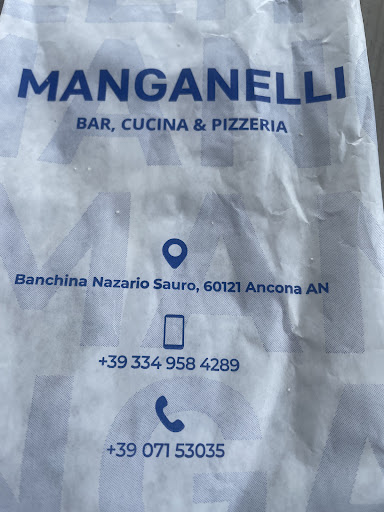 MANGANELLI
BAR, CUCINA & PIZZERIA
Banchina Nazario Sauro, 60121 Ancona AN
+39 334 958 4289
+39 071 53035